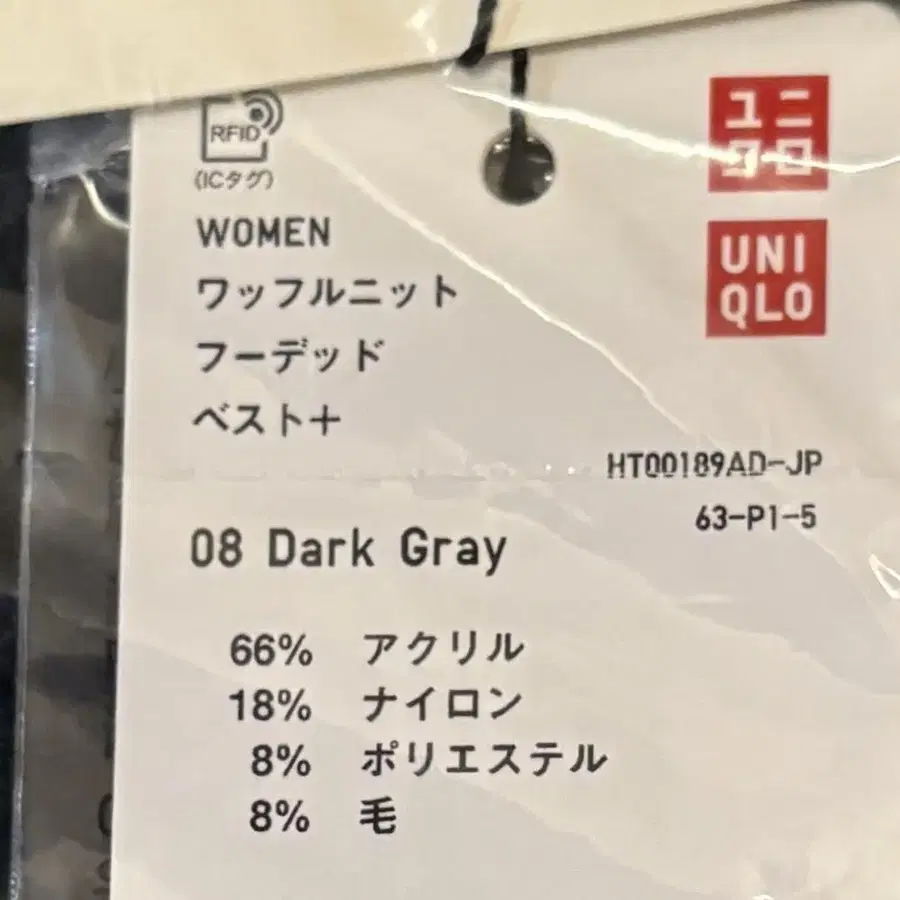 RFID
(ICタグ)
ユニ
クロ
UNI
QLO
WOMEN
ワッフルニット
フーデッド
ベスト+
HT00189AD-JP
63-P1-5
08 Dark Gray
66% アクリル
18% ナイロン
8% ポリエステル
8% 毛